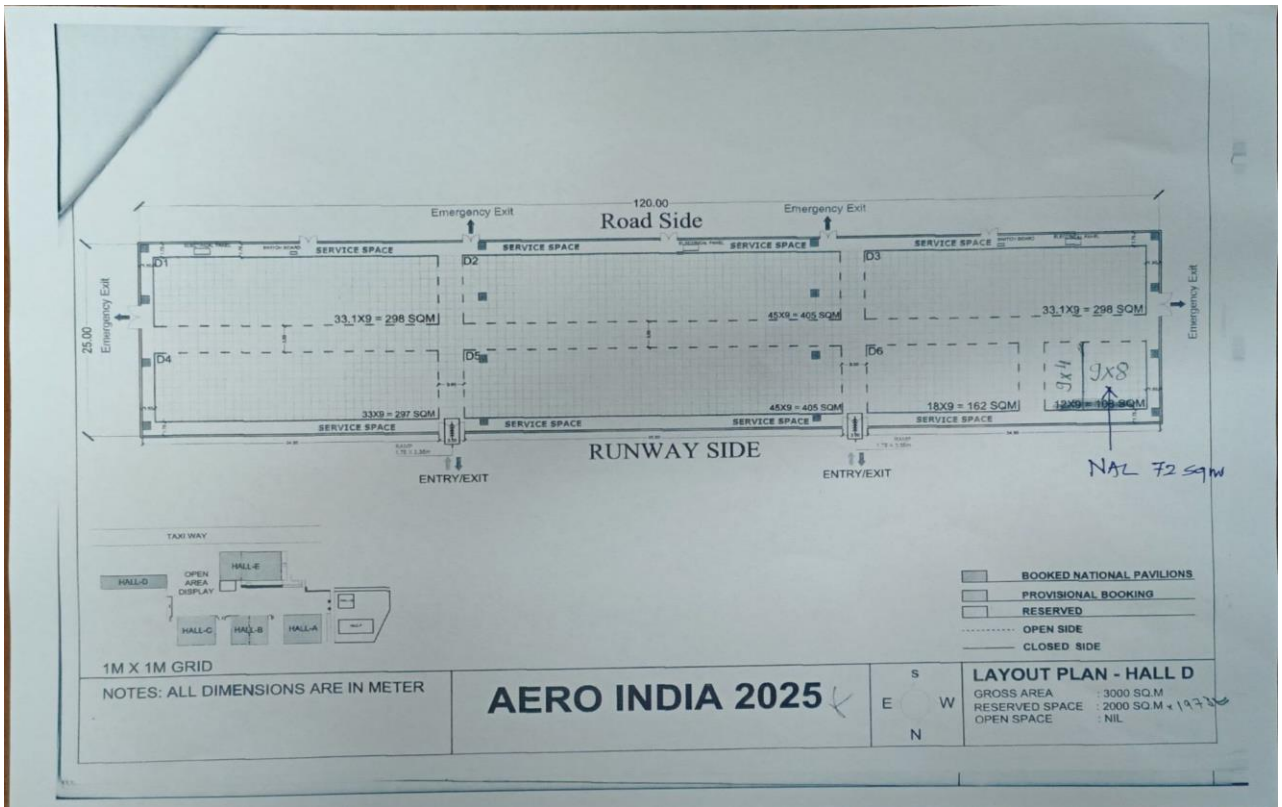 120.00
Emergency Exit
Road Side
Emergency Exit
SERVICE SPACE
SERVICE SPACE
SERVICE SPACE
SERVICE SPACE
D1
D2
D3
33.1X9 = 298 SQM
45X9 = 405 SQM
33.1X9 = 298 SQM
25.00
Emergency Exit
Emergency Exit
D4
D5
D6
9x4
9x8
33X9 = 297 SQM
45X9 = 405 SQM
18X9 = 162 SQM
12X9 = 108 SQM
SERVICE SPACE
SERVICE SPACE
SERVICE SPACE
SERVICE SPACE
RUNWAY SIDE
ENTRY/EXIT
ENTRY/EXIT
NAL 72 sqm
TAXI WAY
HALL-E
HALL-D
OPEN
AREA
DISPLAY
HALL-C
HALL-B
HALL-A
BOOKED NATIONAL PAVILIONS
PROVISIONAL BOOKING
RESERVED
OPEN SIDE
CLOSED SIDE
1M X 1M GRID
NOTES: ALL DIMENSIONS ARE IN METER
AERO INDIA 2025
S
E W
N
LAYOUT PLAN - HALL D
GROSS AREA : 3000 SQ.M
RESERVED SPACE : 2000 SQ.M
OPEN SPACE : NIL